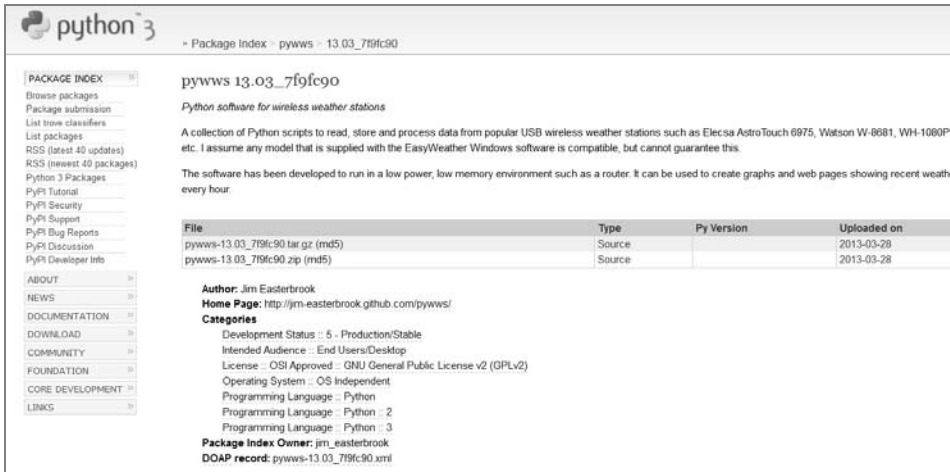 python 3
» Package Index > pywws > 13.03_7f9fc90
PACKAGE INDEX »
Browse packages
Package submission
List trove classifiers
List packages
RSS (latest 40 updates)
RSS (newest 40 packages)
Python 3 Packages
PyPI Tutorial
PyPI Security
PyPI Support
PyPI Bug Reports
PyPI Discussion
PyPI Developer Info
ABOUT »
NEWS »
DOCUMENTATION »
DOWNLOAD »
COMMUNITY »
FOUNDATION »
CORE DEVELOPMENT »
LINKS »
pywws 13.03_7f9fc90
Python software for wireless weather stations
A collection of Python scripts to read, store and process data from popular USB wireless weather stations such as Elecsa AstroTouch 6975, Watson W-8681, WH-1080P
etc. I assume any model that is supplied with the EasyWeather Windows software is compatible, but cannot guarantee this.
The software has been developed to run in a low power, low memory environment such as a router. It can be used to create graphs and web pages showing recent weath
every hour.
File Type Py Version Uploaded on
pywws-13.03_7f9fc90.tar.gz (md5) Source 2013-03-28
pywws-13.03_7f9fc90.zip (md5) Source 2013-03-28
Author: Jim Easterbrook
Home Page: http://jim-easterbrook.github.com/pywws/
Categories
Development Status :: 5 - Production/Stable
Intended Audience :: End Users/Desktop
License :: OSI Approved :: GNU General Public License v2 (GPLv2)
Operating System :: OS Independent
Programming Language :: Python
Programming Language :: Python :: 2
Programming Language :: Python :: 3
Package Index Owner: jim_easterbrook
DOAP record: pywws-13.03_7f9fc90.xml